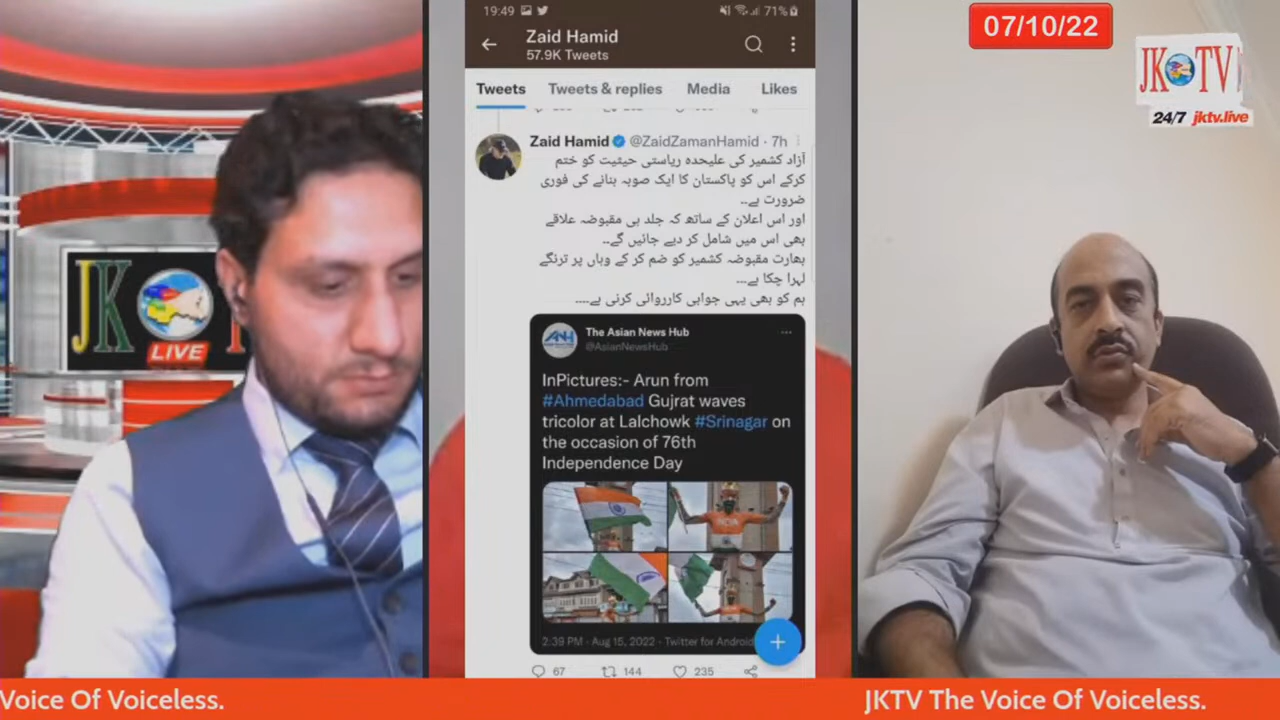 07/10/22
JK TV
24/7 jktv.live
JK
LIVE
19:49
71%
Zaid Hamid
57.9K Tweets
Tweets
Tweets & replies
Media
Likes
Zaid Hamid @ZaidZamanHamid · 7h
آزاد کشمیر کی علیحدہ ریاستی حیثیت کو ختم
کرکے اس کو پاکستان کا ایک صوبہ بنانے کی فوری
ضرورت ہے۔۔
اور اس اعلان کے ساتھ کہ جلد ہی مقبوضہ علاقے
بھی اس میں شامل کر دیے جائیں گے۔۔
بھارت مقبوضہ کشمیر کو ضم کر کے وہاں پر ترنگے
لہرا چکا ہے۔۔۔
ہم کو بھی یہی جوابی کارروائی کرنی ہے۔۔۔۔
ANH
The Asian News Hub
@AsianNewsHub
InPictures:- Arun from
#Ahmedabad Gujrat waves
tricolor at Lalchowk #Srinagar on
the occasion of 76th
Independence Day
INDIA
2:39 PM · Aug 15, 2022 · Twitter for Android
67
144
235
Voice Of Voiceless.
JKTV The Voice Of Voiceless.